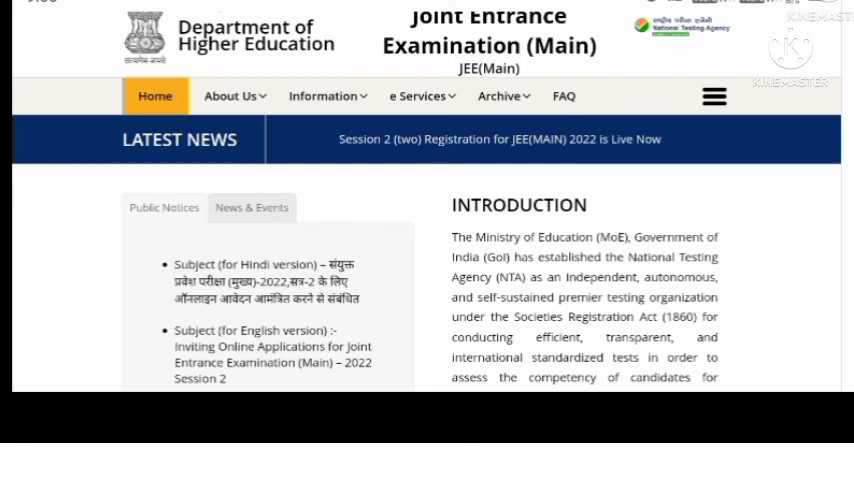 Department of
Higher Education
सत्यमेव जयते
Joint Entrance
Examination (Main)
JEE(Main)
राष्ट्रीय परीक्षा एजेंसी
National Testing Agency
KINEMASTER
KINEMASTER
Home About Us Information e Services Archive FAQ
LATEST NEWS
Session 2 (two) Registration for JEE(MAIN) 2022 is Live Now
Public Notices News & Events
Subject (for Hindi version) – संयुक्त
प्रवेश परीक्षा (मुख्य)-2022,सत्र-2 के लिए
ऑनलाइन आवेदन आमंत्रित करने से संबंधित
Subject (for English version) :-
Inviting Online Applications for Joint
Entrance Examination (Main) – 2022
Session 2
INTRODUCTION
The Ministry of Education (MoE), Government of
India (GoI) has established the National Testing
Agency (NTA) as an independent, autonomous,
and self-sustained premier testing organization
under the Societies Registration Act (1860) for
conducting efficient, transparent, and
international standardized tests in order to
assess the competency of candidates for